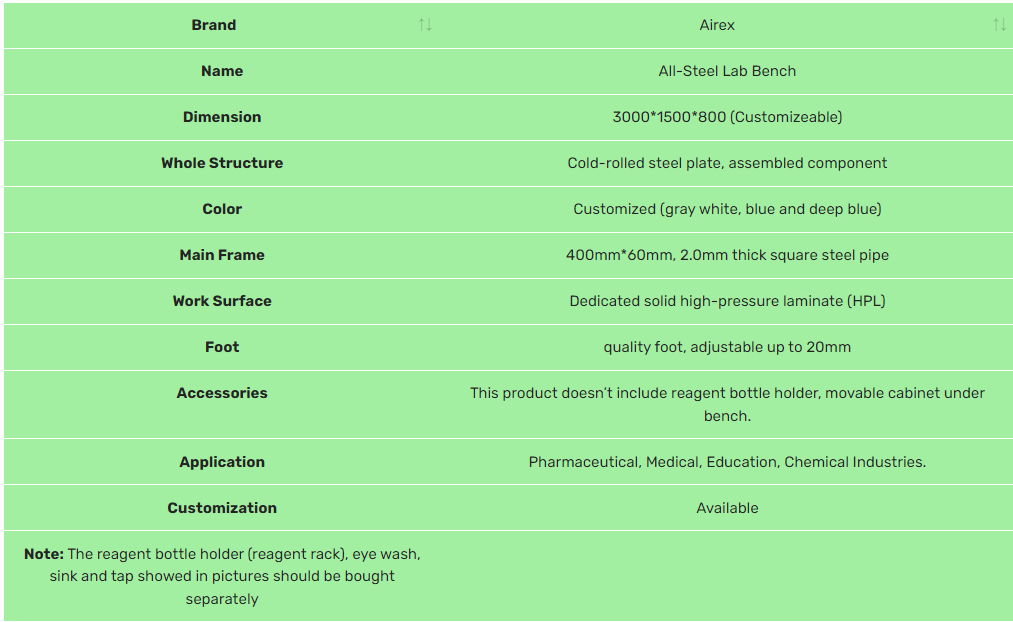 Brand Airex
Name All-Steel Lab Bench
Dimension 3000*1500*800 (Customizeable)
Whole Structure Cold-rolled steel plate, assembled component
Color Customized (gray white, blue and deep blue)
Main Frame 400mm*60mm, 2.0mm thick square steel pipe
Work Surface Dedicated solid high-pressure laminate (HPL)
Foot quality foot, adjustable up to 20mm
Accessories This product doesn’t include reagent bottle holder, movable cabinet under
bench.
Application Pharmaceutical, Medical, Education, Chemical Industries.
Customization Available
Note: The reagent bottle holder (reagent rack), eye wash,
sink and tap showed in pictures should be bought
separately